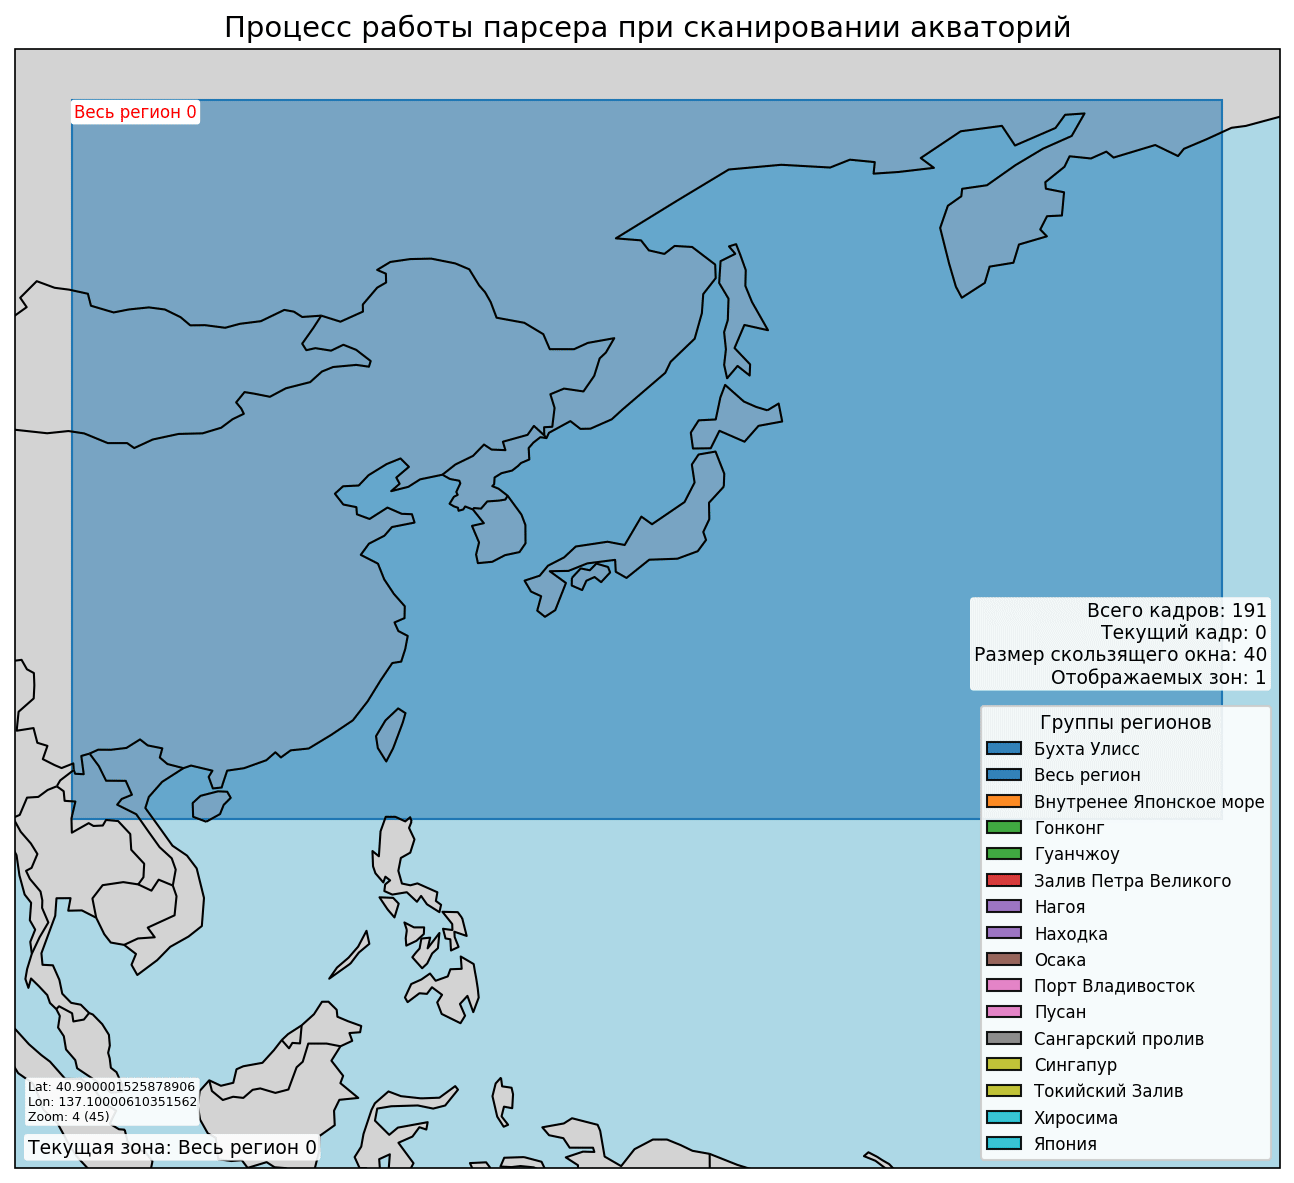 Процесс работы парсера при сканировании акваторий
Весь регион 0
Всего кадров: 191
Текущий кадр: 0
Размер скользящего окна: 40
Отображаемых зон: 1
Группы регионов
Бухта Улисс
Весь регион
Внутренее Японское море
Гонконг
Гуанчжоу
Залив Петра Великого
Нагоя
Находка
Осака
Порт Владивосток
Пусан
Сангарский пролив
Сингапур
Токийский Залив
Хиросима
Япония
Lat: 40.900001525878906
Lon: 137.10000610351562
Zoom: 4 (45)
Текущая зона: Весь регион 0